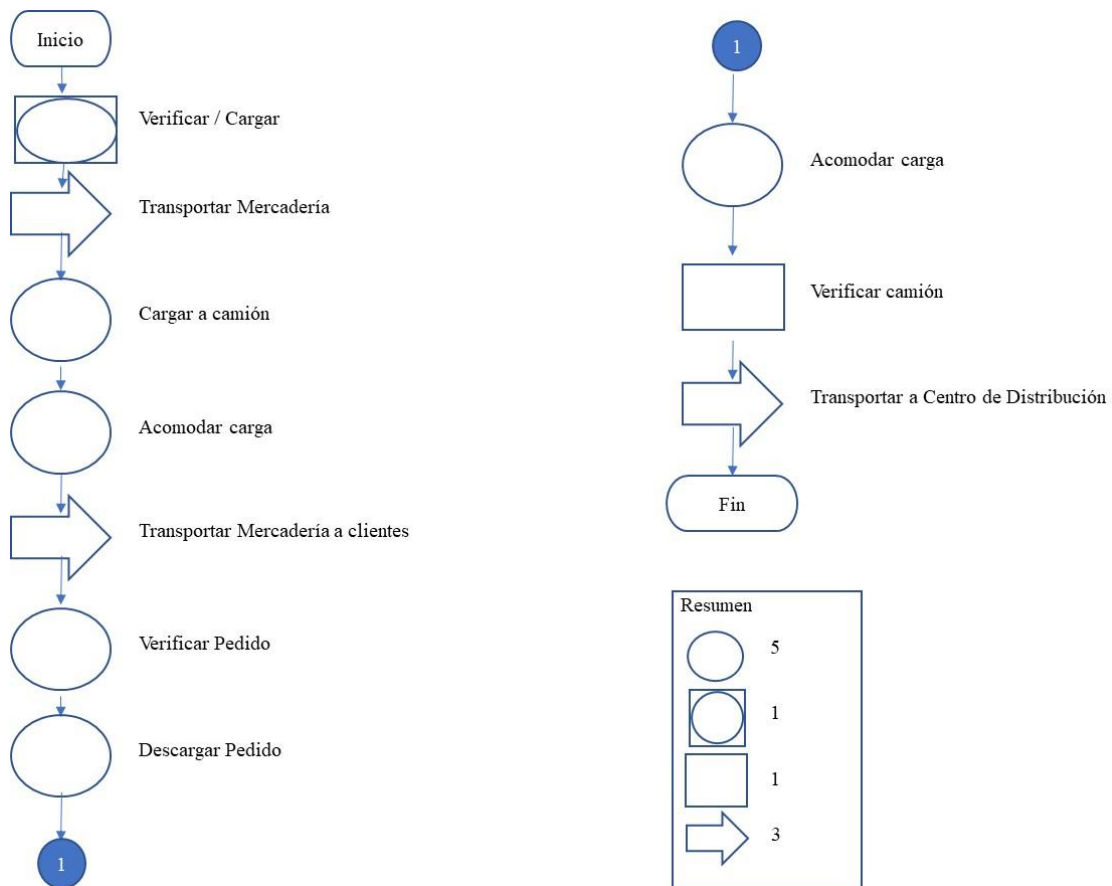 Inicio
Verificar / Cargar
Transportar Mercadería
Cargar a camión
Acomodar carga
Transportar Mercadería a clientes
Verificar Pedido
Descargar Pedido
1
1
Acomodar carga
Verificar camión
Transportar a Centro de Distribución
Fin
Resumen
5
1
1
3